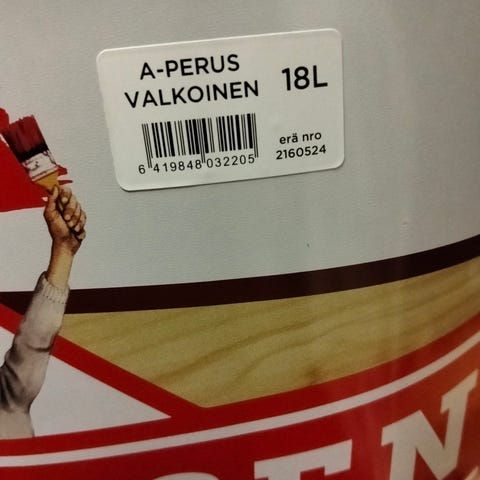 A-PERUS
VALKOINEN
18L
6 419848 032205
erä nro
2160524